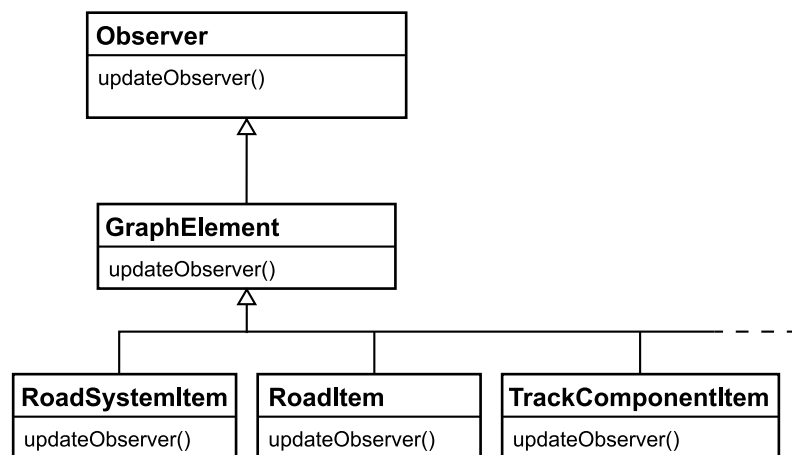 Observer
updateObserver()
GraphElement
updateObserver()
RoadSystemItem
updateObserver()
RoadItem
updateObserver()
TrackComponentItem
updateObserver()